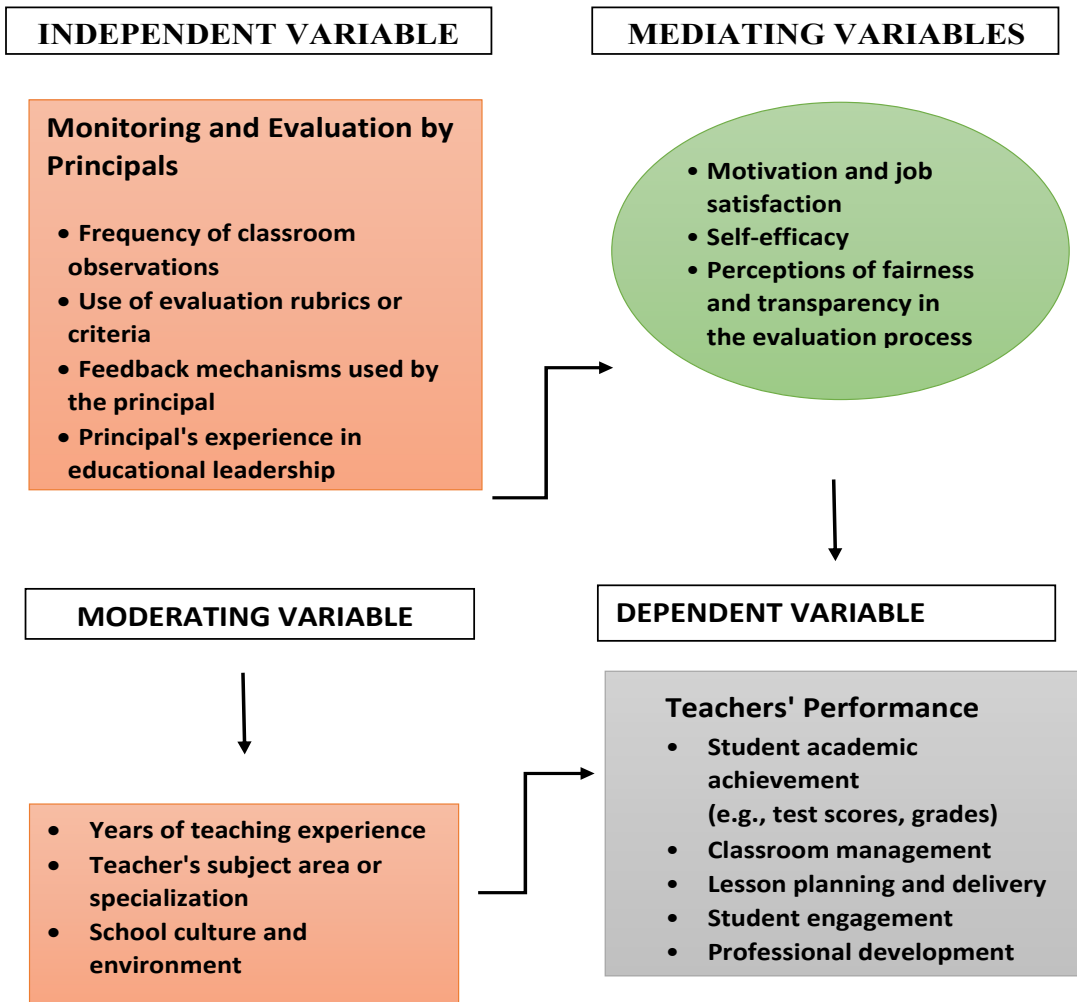 INDEPENDENT VARIABLE
Monitoring and Evaluation by
Principals
• Frequency of classroom
observations
• Use of evaluation rubrics or
criteria
• Feedback mechanisms used by
the principal
• Principal's experience in
educational leadership
MEDIATING VARIABLES
• Motivation and job
satisfaction
• Self-efficacy
• Perceptions of fairness
and transparency in
the evaluation process
MODERATING VARIABLE
• Years of teaching experience
• Teacher's subject area or
specialization
• School culture and
environment
DEPENDENT VARIABLE
Teachers' Performance
• Student academic
achievement
(e.g., test scores, grades)
• Classroom management
• Lesson planning and delivery
• Student engagement
• Professional development